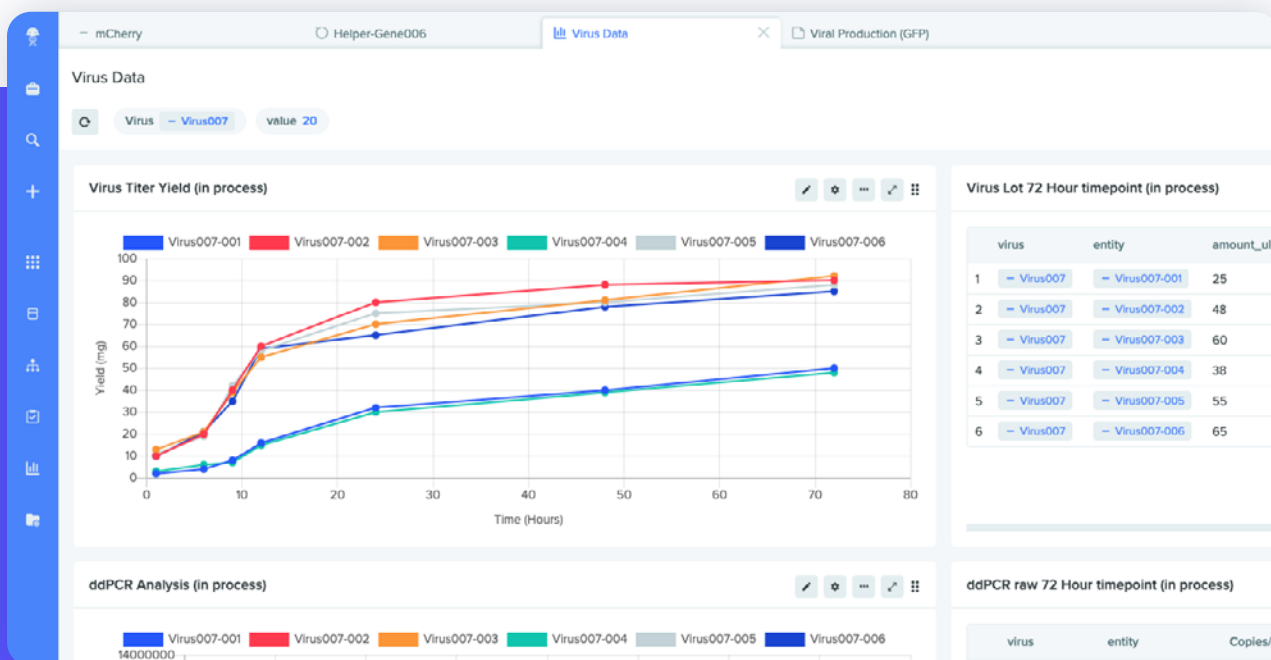 mCherry Helper-Gene006 Virus Data Viral Production (GFP)
Virus Data
Virus Virus007 value 20
Virus Titer Yield (in process)
Virus007-001 Virus007-002 Virus007-003 Virus007-004 Virus007-005 Virus007-006
100
90
80
70
60
50
40
30
20
10
0
Yield (mg)
0 10 20 30 40 50 60 70 80
Time (Hours)
Virus Lot 72 Hour timepoint (in process)
virus entity amount_ul
1 Virus007 Virus007-001 25
2 Virus007 Virus007-002 48
3 Virus007 Virus007-003 60
4 Virus007 Virus007-004 38
5 Virus007 Virus007-005 55
6 Virus007 Virus007-006 65
ddPCR Analysis (in process)
Virus007-001 Virus007-002 Virus007-003 Virus007-004 Virus007-005 Virus007-006
14000000
ddPCR raw 72 Hour timepoint (in process)
virus entity Copies/